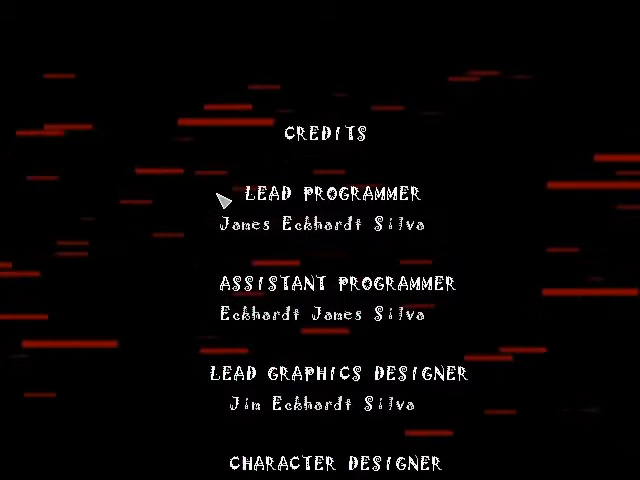 CREDITS
LEAD PROGRAMMER
James Eckhardt Silva
ASSISTANT PROGRAMMER
Eckhardt James Silva
LEAD GRAPHICS DESIGNER
Jim Eckhardt Silva
CHARACTER DESIGNER